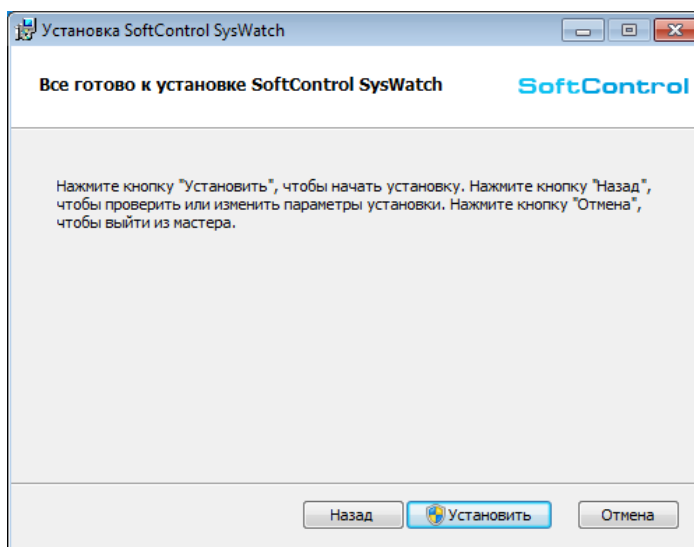 Установка SoftControl SysWatch
Все готово к установке SoftControl SysWatch
SoftControl
Нажмите кнопку "Установить", чтобы начать установку. Нажмите кнопку "Назад",
чтобы проверить или изменить параметры установки. Нажмите кнопку "Отмена",
чтобы выйти из мастера.
Назад
Установить
Отмена